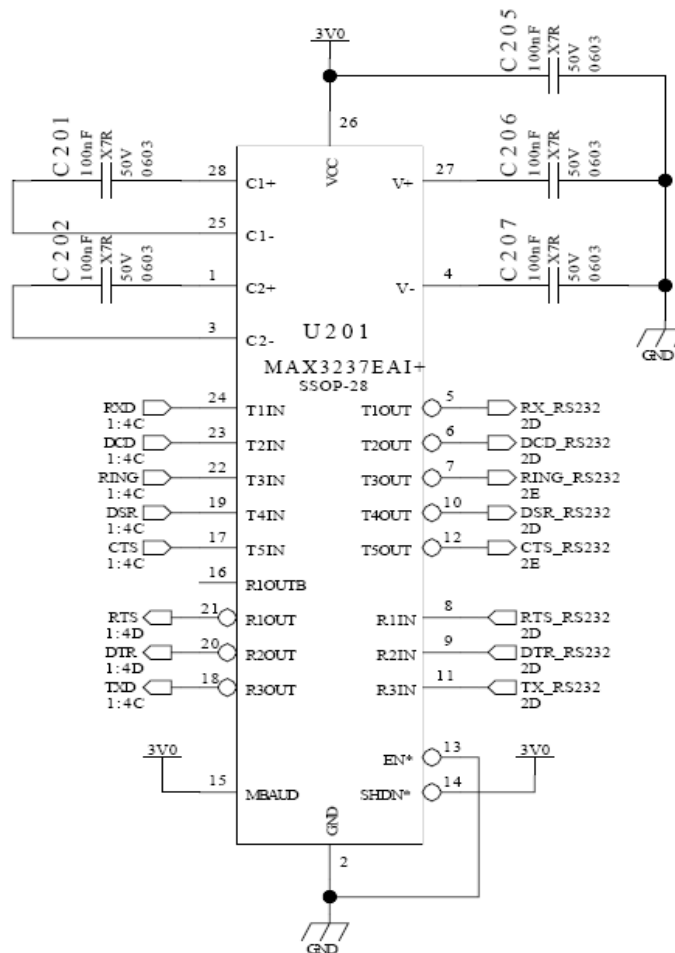 3V0
C205
100nF
X7R
50V
0603
26
VCC
C201
100nF
X7R
50V
0603
28
C1+
25
C1-
V+
27
C206
100nF
X7R
50V
0603
C202
100nF
X7R
50V
0603
1
C2+
3
C2-
V-
4
C207
100nF
X7R
50V
0603
GND
U201
MAX3237EAI+
SSOP-28
RXD 24 T1IN T1OUT 5 RX_RS232
1:4C 2D
DCD 23 T2IN T2OUT 6 DCD_RS232
1:4C 2D
RING 22 T3IN T3OUT 7 RING_RS232
1:4C 2E
DSR 19 T4IN T4OUT 10 DSR_RS232
1:4C 2D
CTS 17 T5IN T5OUT 12 CTS_RS232
1:4C 2E
16 R1OUTB
RTS 21 R1OUT R1IN 8 RTS_RS232
1:4D 2D
DTR 20 R2OUT R2IN 9 DTR_RS232
1:4D 2D
TXD 18 R3OUT R3IN 11 TX_RS232
1:4C 2D
EN* 13
3V0 15 MBAUD SHDN* 14 3V0
GND
2
GND